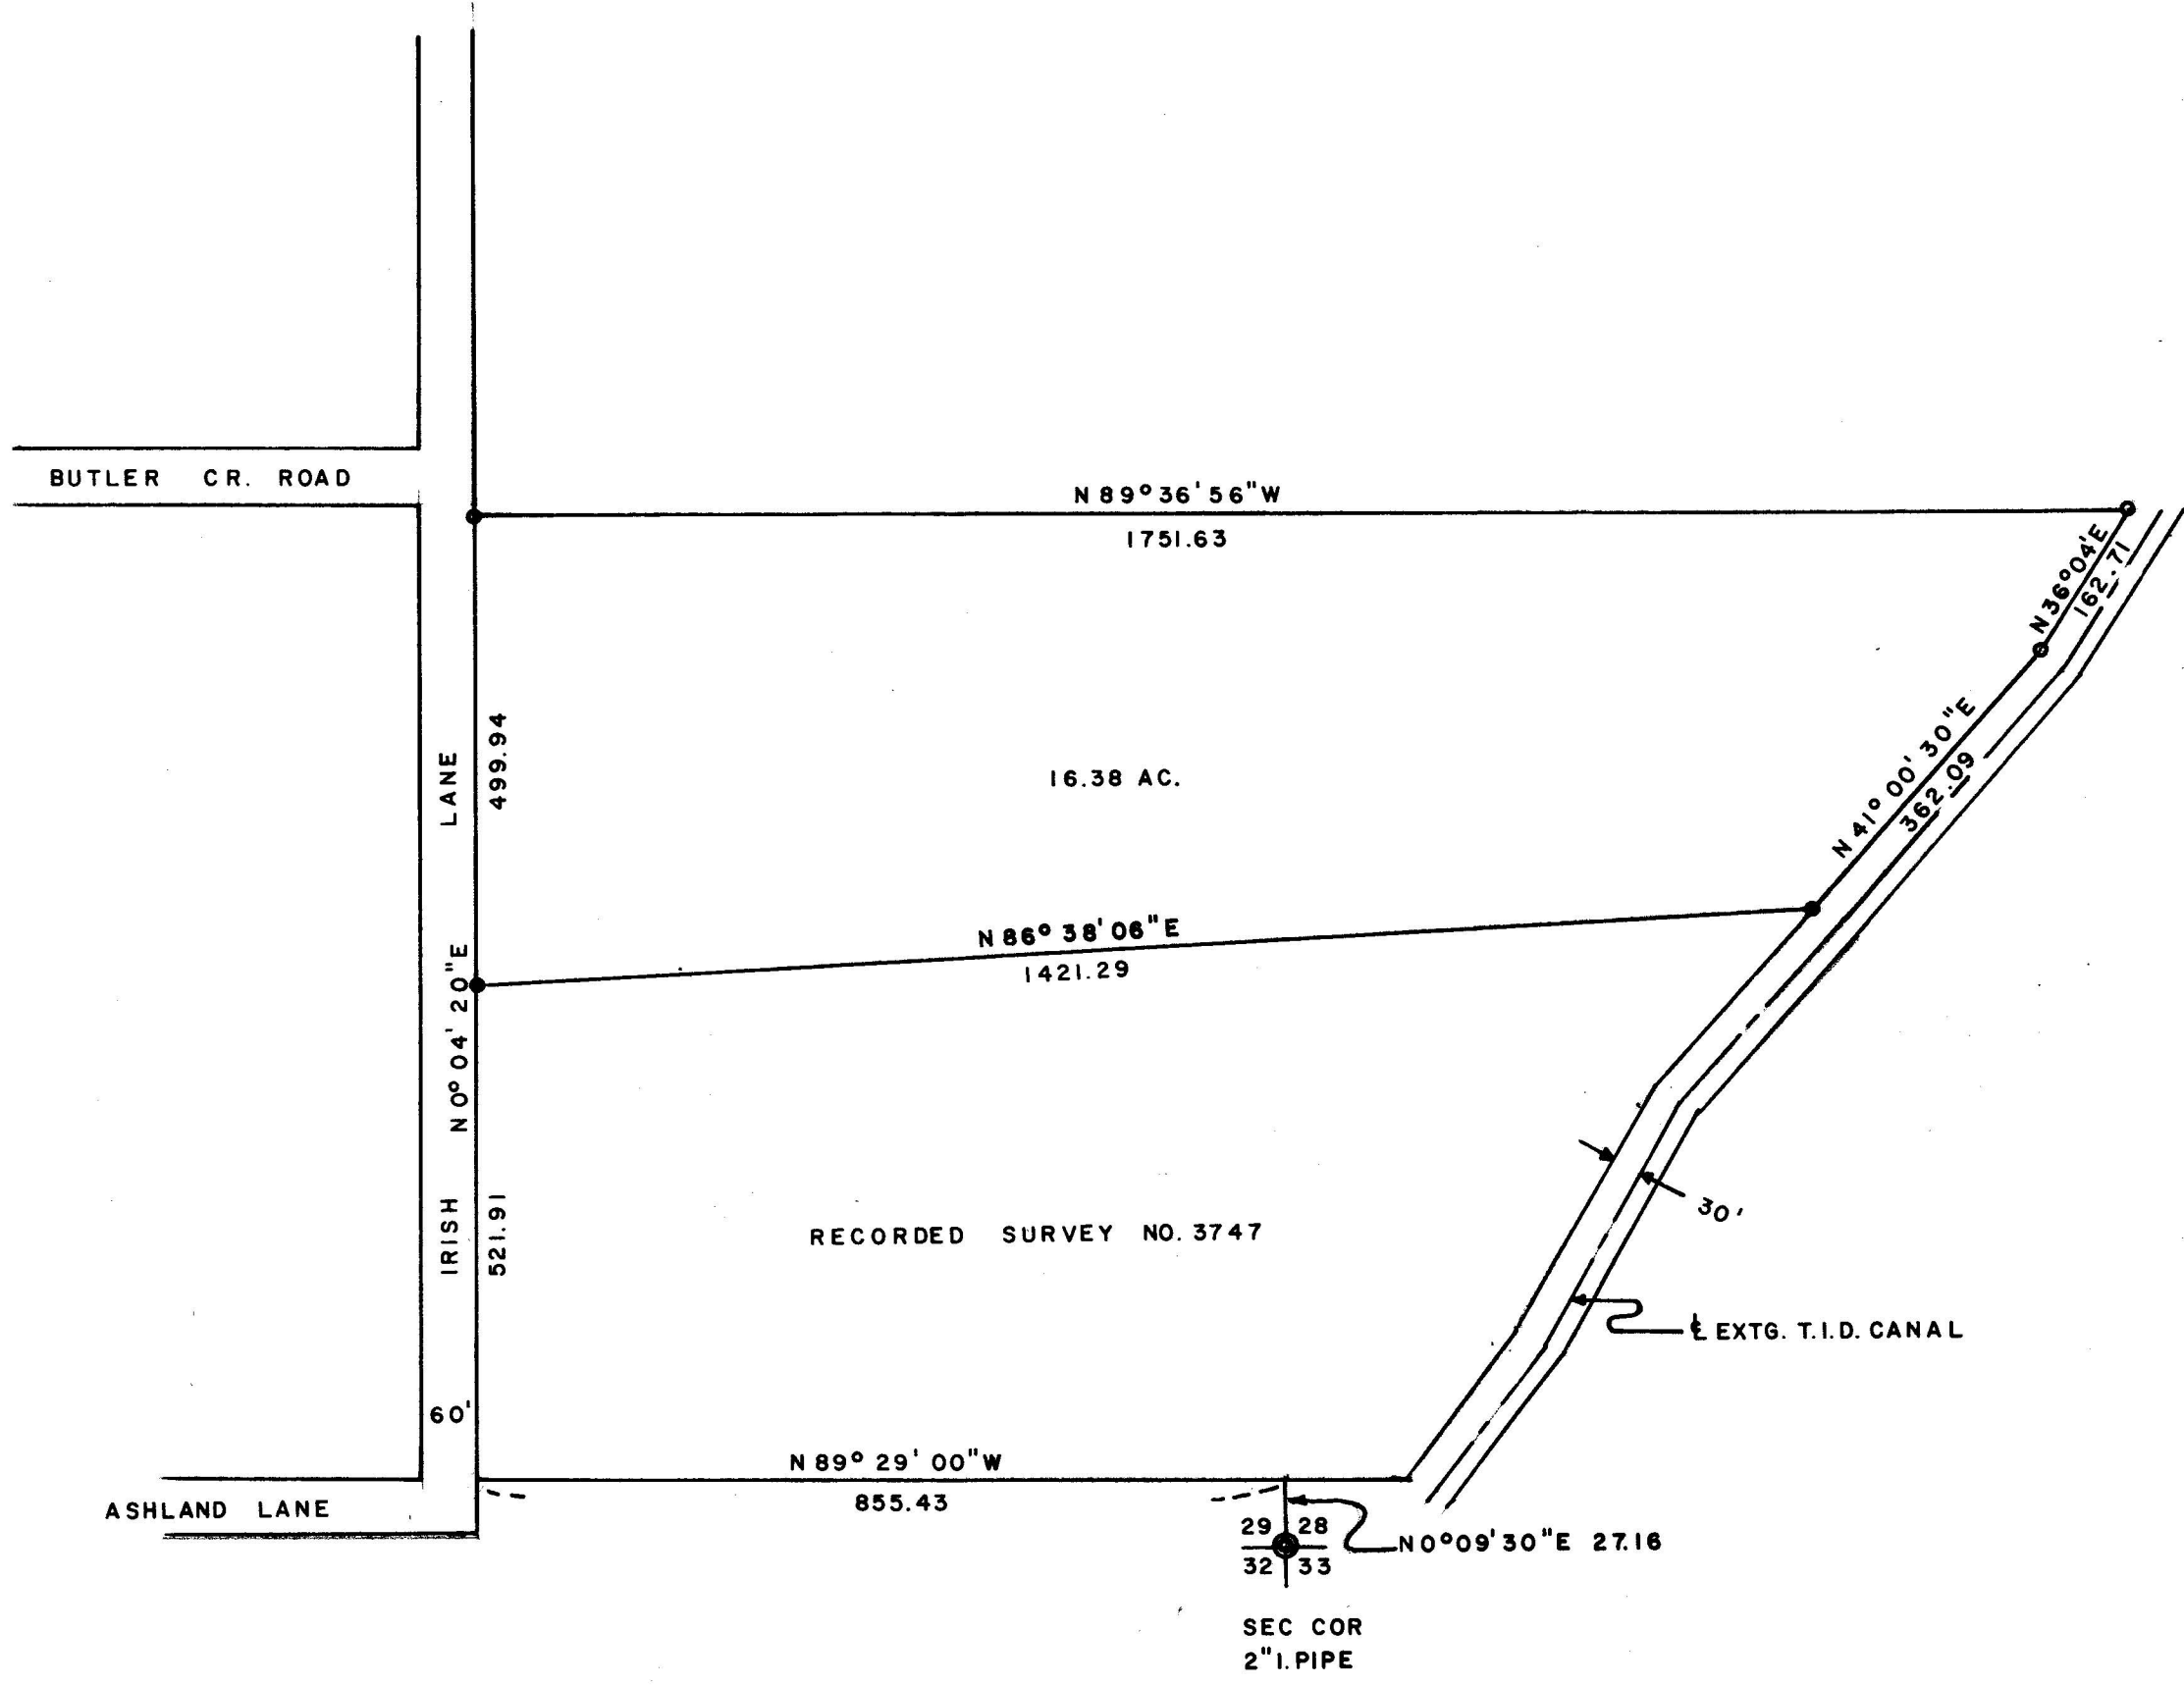 BUTLER CR. ROAD
N 89° 36' 56" W
1751.63
N 36° 04' E
162.71
N 41° 00' 30" E
362.09
LANE
499.94
16.38 AC.
N 86° 38' 06" E
1421.29
N 0° 04' 20" E
IRISH
521.91
RECORDED SURVEY NO. 3747
30'
℄ EXTG. T.I.D. CANAL
60'
N 89° 29' 00" W
855.43
ASHLAND LANE
29 28
32 33
N 0° 09' 30" E 27.16
SEC COR
2" I. PIPE